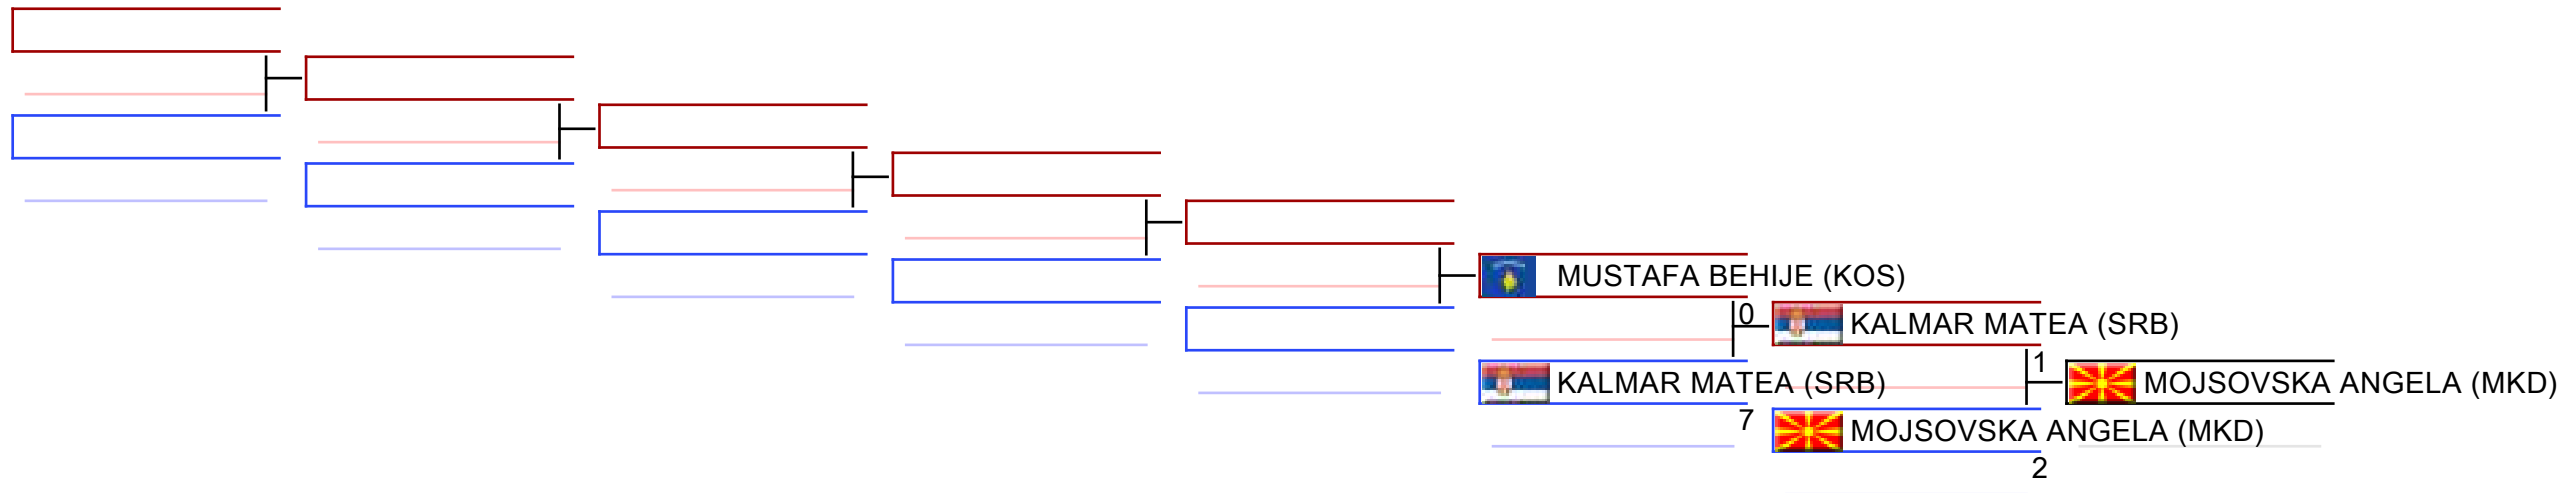 MUSTAFA BEHIJE (KOS)
0
KALMAR MATEA (SRB)
1
KALMAR MATEA (SRB)
MOJSOVSKA ANGELA (MKD)
7
MOJSOVSKA ANGELA (MKD)
2